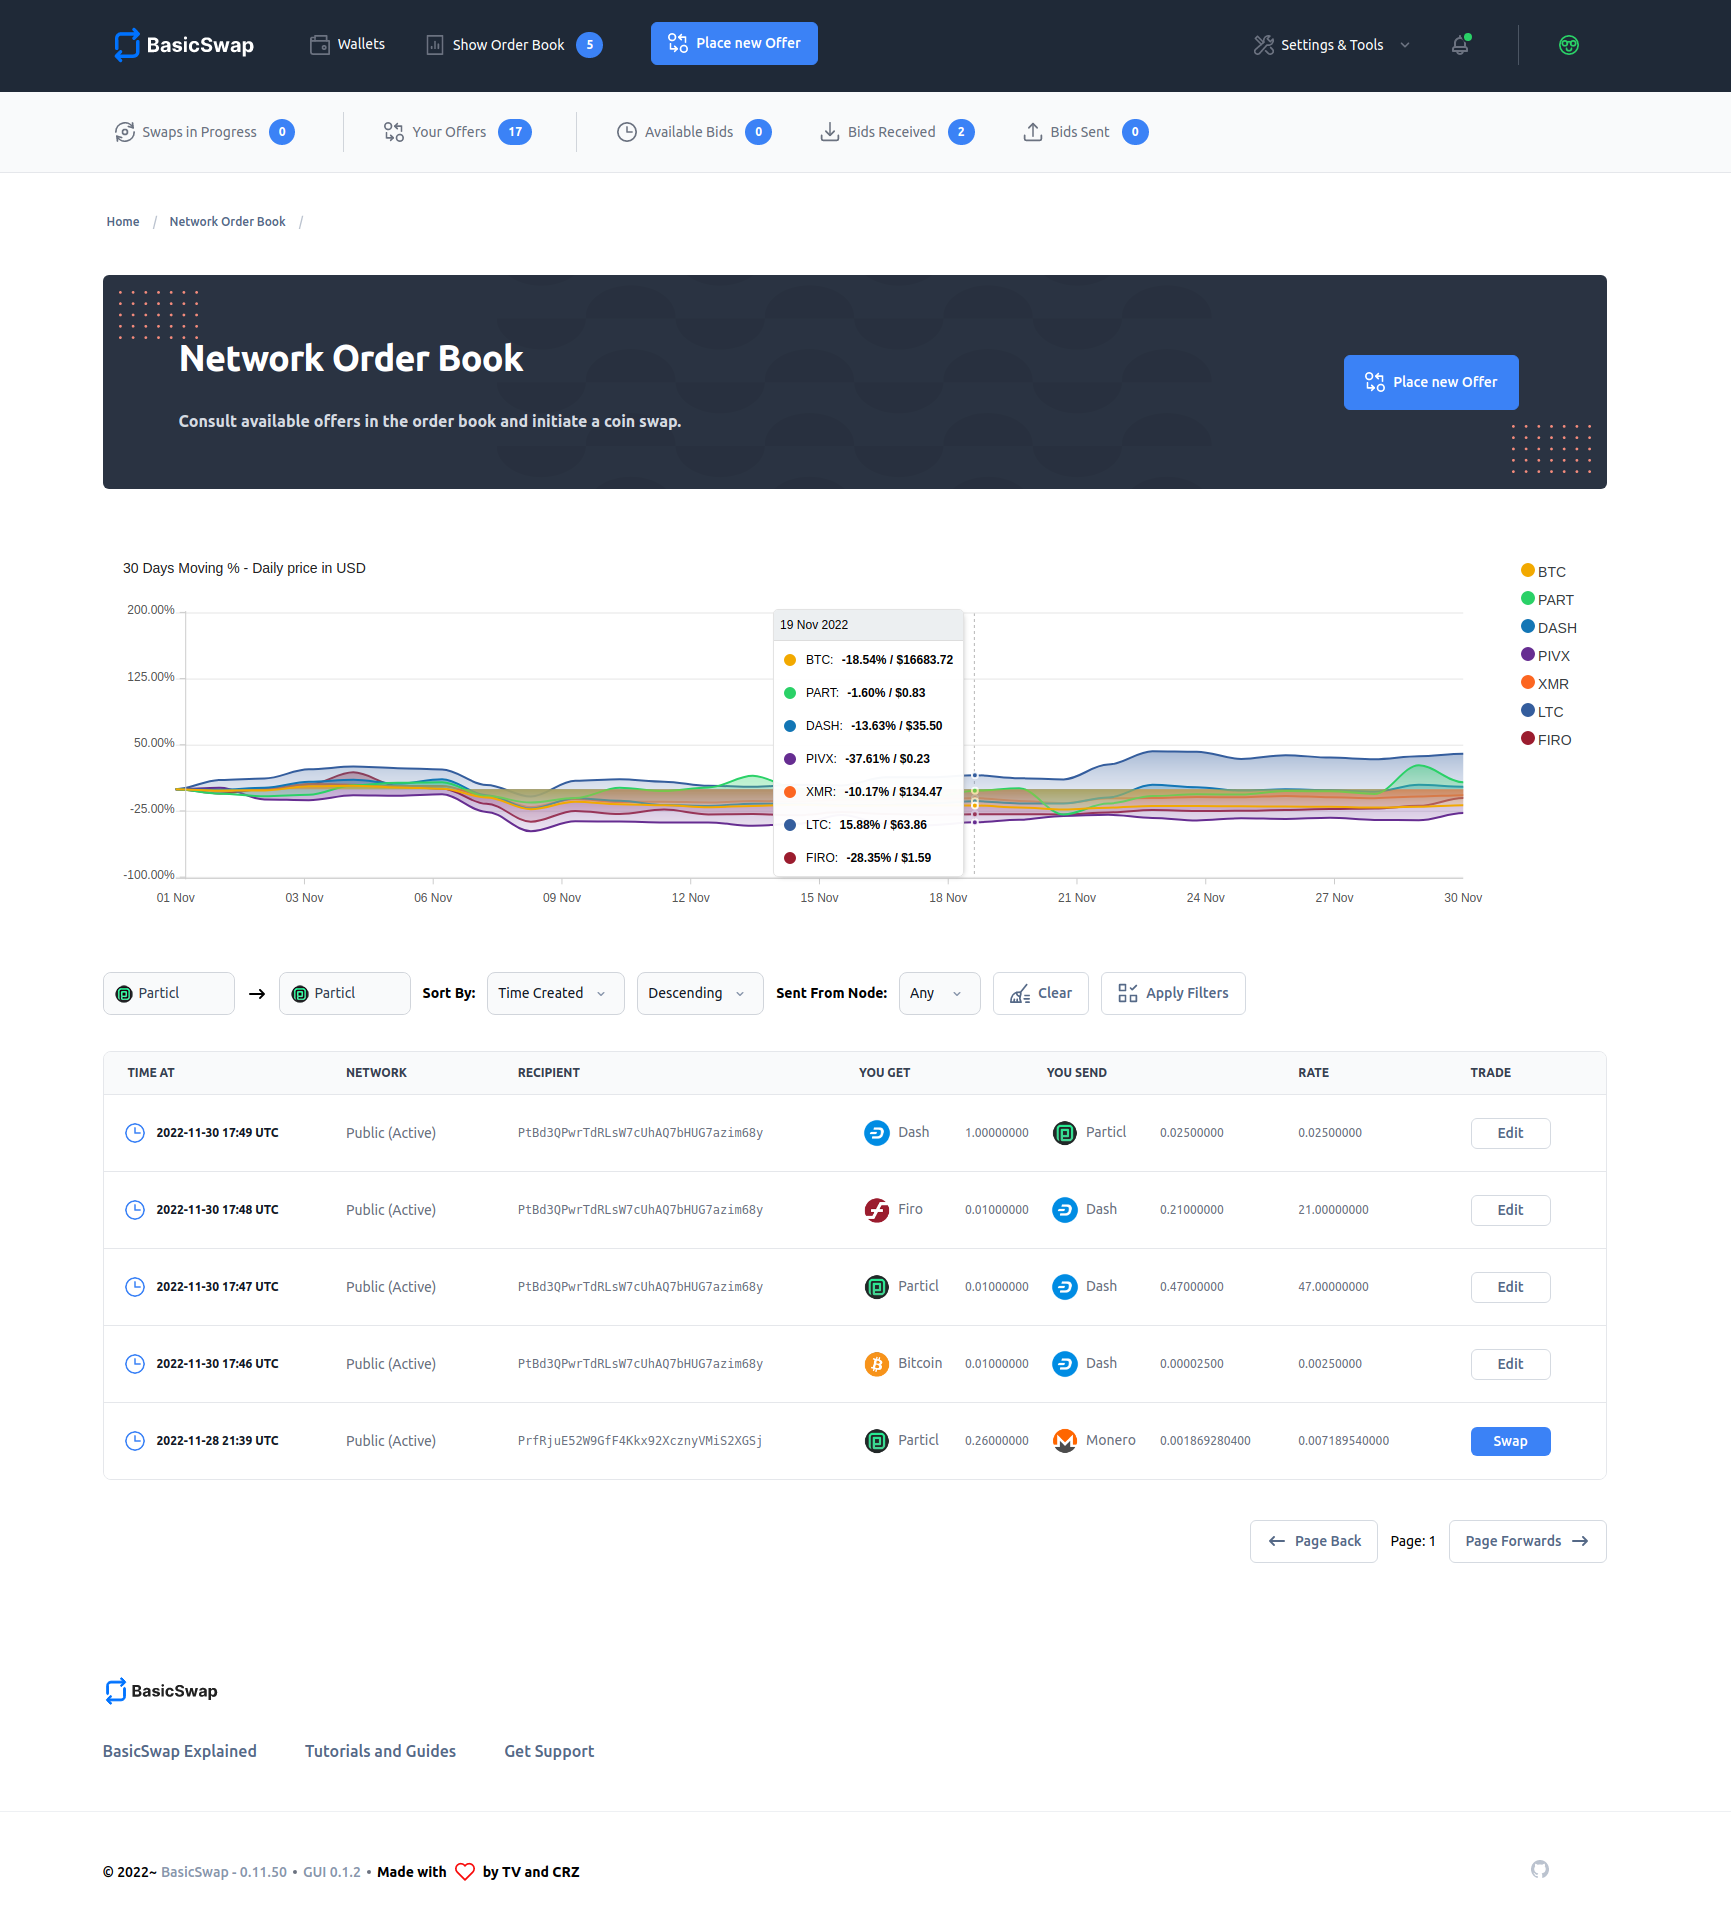 BasicSwap Wallets Show Order Book 5 Place new Offer Settings & Tools
Swaps in Progress 0 Your Offers 17 Available Bids 0 Bids Received 2 Bids Sent 0
Home / Network Order Book /
Network Order Book
Consult available offers in the order book and initiate a coin swap.
Place new Offer
30 Days Moving % - Daily price in USD
200.00%
125.00%
50.00%
-25.00%
-100.00%
01 Nov 03 Nov 06 Nov 09 Nov 12 Nov 15 Nov 18 Nov 21 Nov 24 Nov 27 Nov 30 Nov
19 Nov 2022
BTC: -18.54% / $16683.72
PART: -1.60% / $0.83
DASH: -13.63% / $35.50
PIVX: -37.61% / $0.23
XMR: -10.17% / $134.47
LTC: 15.88% / $63.86
FIRO: -28.35% / $1.59
BTC
PART
DASH
PIVX
XMR
LTC
FIRO
Particl → Particl Sort By: Time Created Descending Sent From Node: Any Clear Apply Filters
TIME AT NETWORK RECIPIENT YOU GET YOU SEND RATE TRADE
2022-11-30 17:49 UTC Public (Active) PtBd3QPwrTdRLsW7cUhAQ7bHUG7azim68y Dash 1.00000000 Particl 0.02500000 0.02500000 Edit
2022-11-30 17:48 UTC Public (Active) PtBd3QPwrTdRLsW7cUhAQ7bHUG7azim68y Firo 0.01000000 Dash 0.21000000 21.00000000 Edit
2022-11-30 17:47 UTC Public (Active) PtBd3QPwrTdRLsW7cUhAQ7bHUG7azim68y Particl 0.01000000 Dash 0.47000000 47.00000000 Edit
2022-11-30 17:46 UTC Public (Active) PtBd3QPwrTdRLsW7cUhAQ7bHUG7azim68y Bitcoin 0.01000000 Dash 0.00002500 0.00250000 Edit
2022-11-28 21:39 UTC Public (Active) PrfRjuE52W9GfF4Kkx92XcznyVMiS2XGSj Particl 0.26000000 Monero 0.001869280400 0.007189540000 Swap
← Page Back Page: 1 Page Forwards →
BasicSwap
BasicSwap Explained Tutorials and Guides Get Support
© 2022~ BasicSwap - 0.11.50 • GUI 0.1.2 • Made with by TV and CRZ